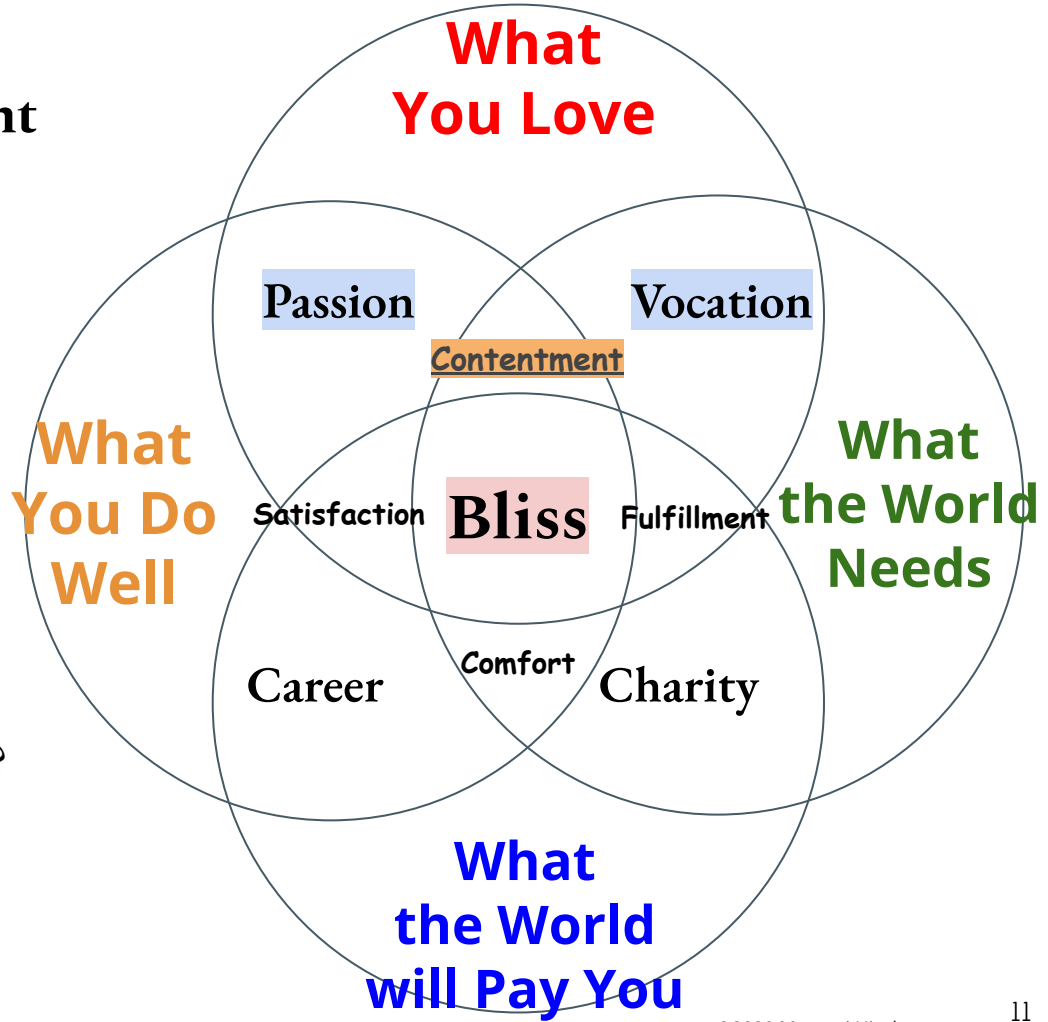 What
You Love
nt
Passion
Vocation
Contentment
What
You Do
Well
What
the World
Needs
Satisfaction
Bliss
Fulfillment
Comfort
Career
Charity
What
the World
will Pay You
11